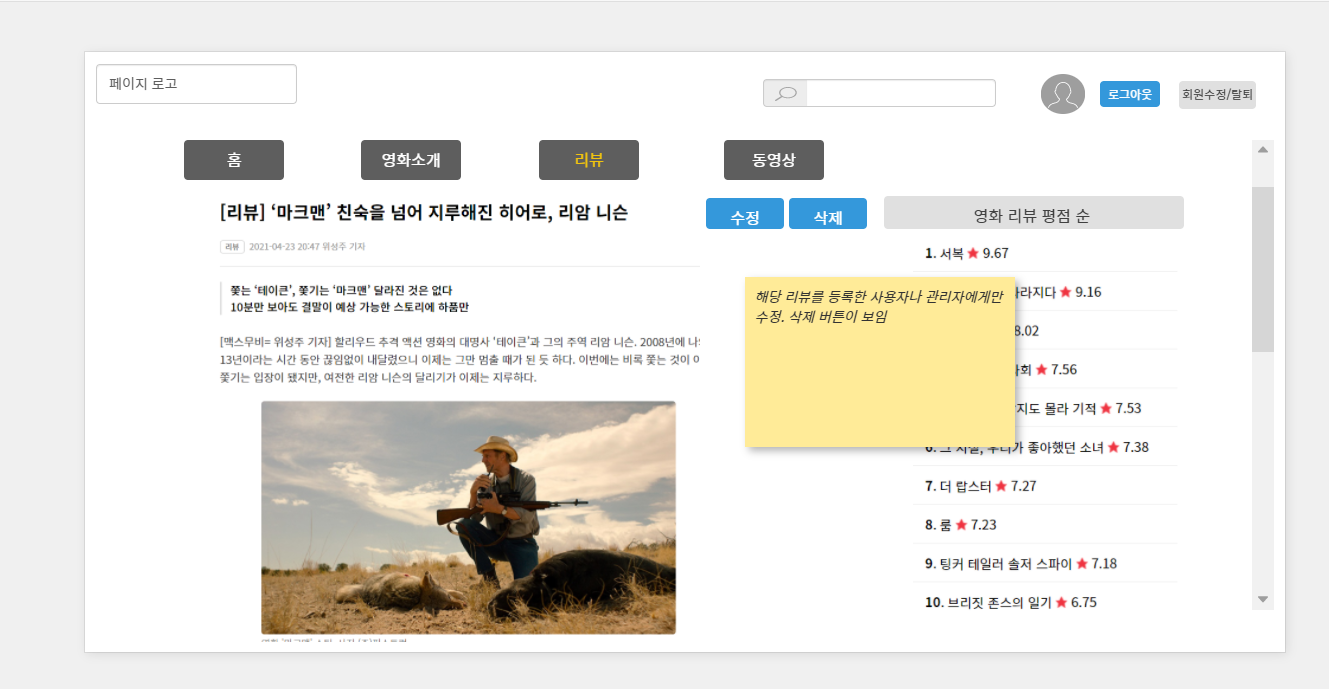 페이지 로고
로그아웃
회원수정/탈퇴
홈
영화소개
리뷰
동영상
[리뷰] ‘마크맨’ 친숙을 넘어 지루해진 히어로, 리암 니슨
수정
삭제
영화 리뷰 평점 순
리뷰 2021-04-23 20:47 위성주 기자
쫓는 ‘테이큰’, 쫓기는 ‘마크맨’ 달라진 것은 없다
10분만 보아도 결말이 예상 가능한 스토리에 하품만
[맥스무비= 위성주 기자] 할리우드 추격 액션 영화의 대명사 ‘테이큰’과 그의 주역 리암 니슨. 2008년에
13년이라는 시간 동안 끊임없이 내달렸으니 이제는 그만 멈출 때가 된 듯 하다. 이번에는 비록 쫓는 것이
쫓기는 입장이 됐지만, 여전한 리암 니슨의 달리기가 이제는 지루하다.
해당 리뷰를 등록한 사용자나 관리자에게만
수정. 삭제 버튼이 보임
1. 서복 ★ 9.67
라지다 ★ 9.16
8.02
회 ★ 7.56
지도 몰라 기적 ★ 7.53
6. 그 시절, 우리가 좋아했던 소녀 ★ 7.38
7. 더 랍스터 ★ 7.27
8. 룸 ★ 7.23
9. 팅커 테일러 솔저 스파이 ★ 7.18
10. 브리짓 존스의 일기 ★ 6.75